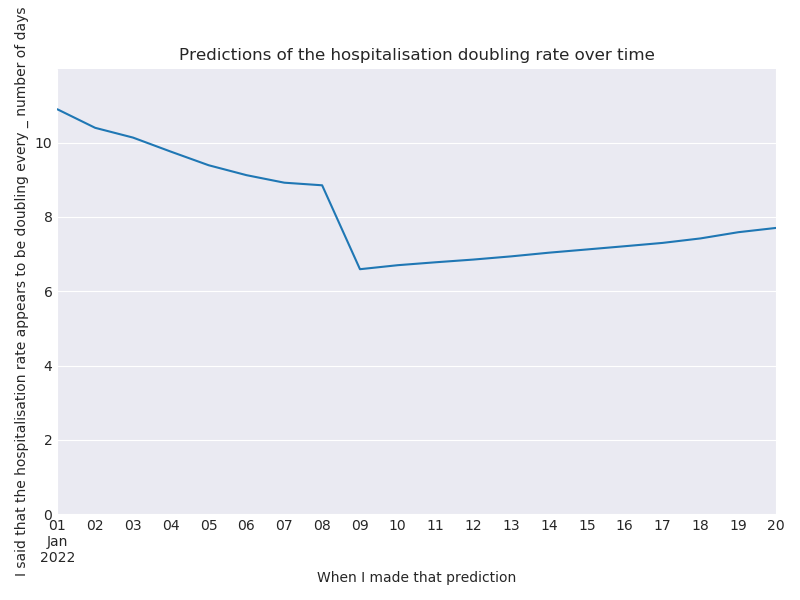 Predictions of the hospitalisation doubling rate over time
I said that the hospitalisation rate appears to be doubling every _ number of days
10
8
6
4
2
0
01 02 03 04 05 06 07 08 09 10 11 12 13 14 15 16 17 18 19 20
Jan
2022
When I made that prediction